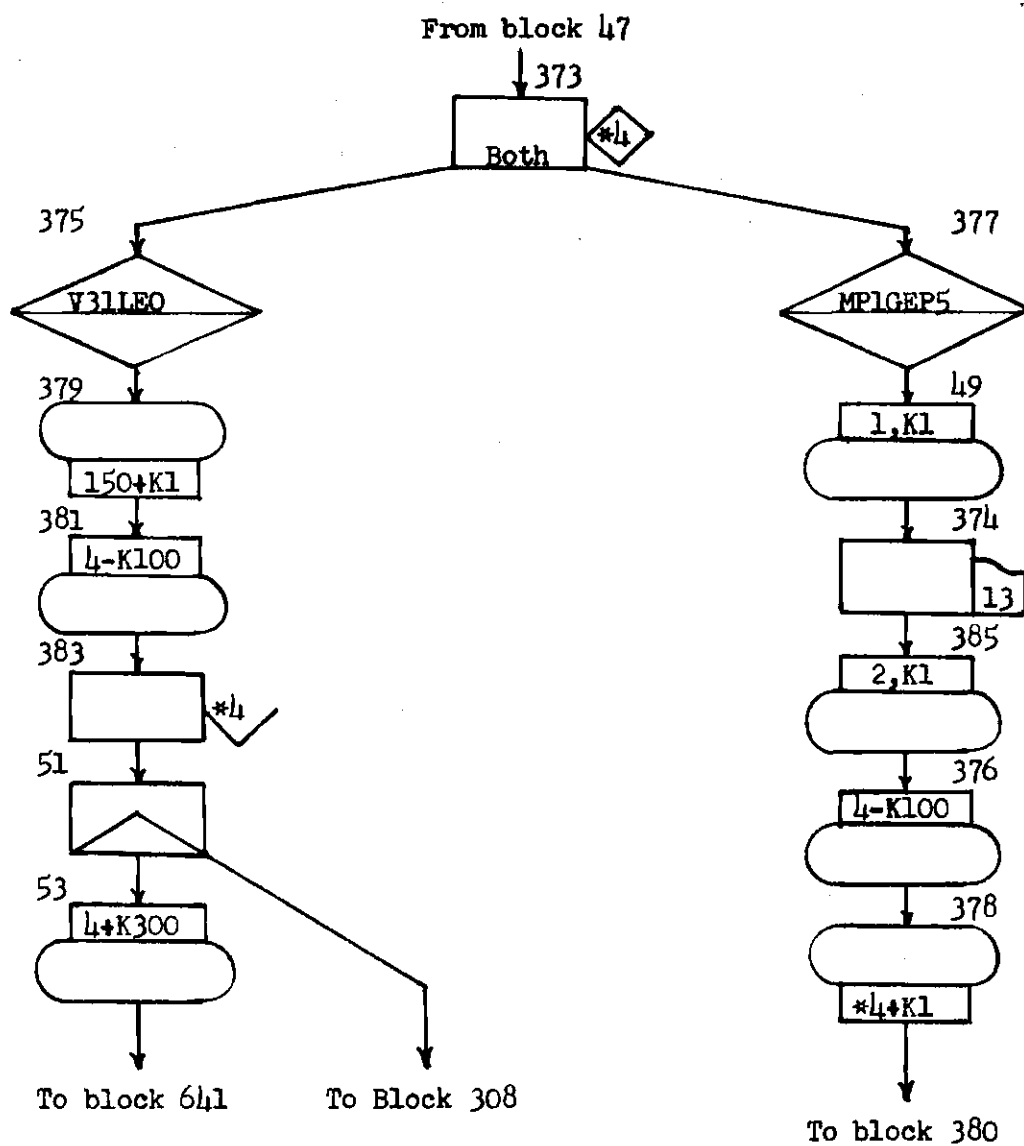 From block 47
373
*4
Both
375
377
V31LE0
MP1GEP5
379
49
1,K1
150+K1
374
381
4-K100
13
383
385
2,K1
*4
51
376
4-K100
53
4+K300
378
*4+K1
To block 641
To Block 308
To block 380